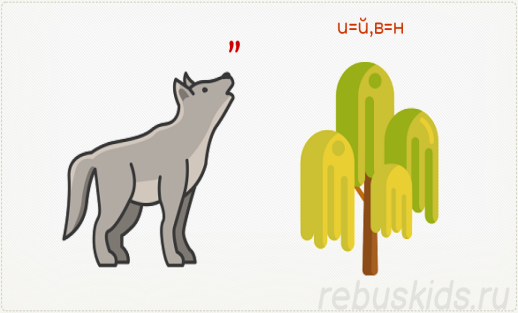 „
и=й,в=н
rebuskids.ru